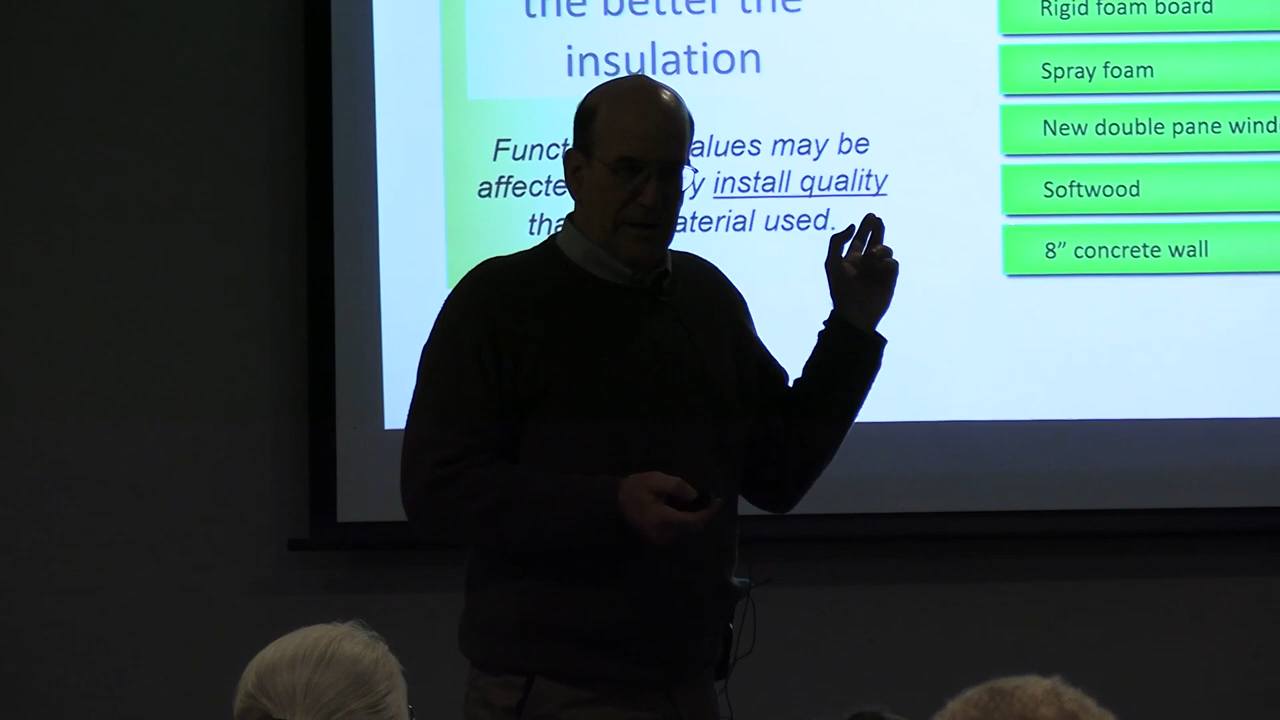 the better the
insulation
Funct alues may be
affecte y install quality
tha aterial used.
Rigid foam board
Spray foam
New double pane wind
Softwood
8” concrete wall